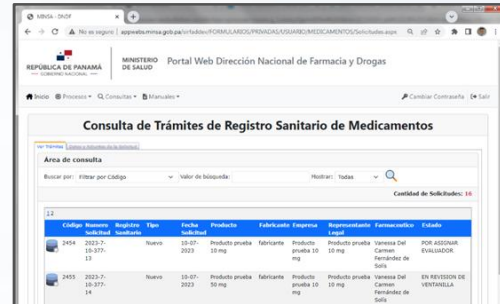 MINSA - DNDF
No es seguro | appwebs.minsa.gob.pa/orfaddev/FORMULARIOS/PRIVADAS/USUARIO/MEDICAMENTOS/Solicitudes.aspx
REPÚBLICA DE PANAMÁ
— GOBIERNO NACIONAL —
MINISTERIO
DE SALUD
Portal Web Dirección Nacional de Farmacia y Drogas
Inicio Procesos Consultas Manuales Cambiar Contraseña Salir
Consulta de Trámites de Registro Sanitario de Medicamentos
Ver Trámites
Área de consulta
Buscar por: Filtrar por Código Valor de búsqueda: Mostrar: Todas
Cantidad de Solicitudes: 16
12
Código Numero Solicitud Registro Sanitario Tipo Fecha Solicitud Producto Fabricante Empresa Representante Legal Farmaceutico Estado
2454 2023-7-10-377-13 Nuevo 10-07-2023 Producto prueba 10 mg fabricante Producto prueba 10 mg Producto prueba 10 mg Vanessa Del Carmen Fernández de Solís POR ASIGNAR EVALUADOR
2455 2023-7-10-377-14 Nuevo 10-07-2023 Producto prueba 50 mg fabricante Producto prueba 10 mg Producto prueba 10 mg Vanessa Del Carmen Fernández de Solís EN REVISION DE VENTANILLA